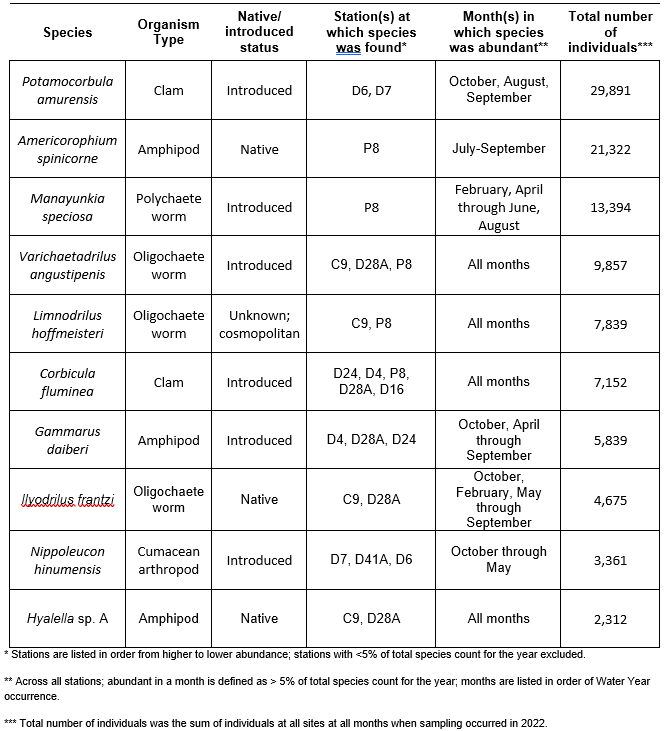 Species
Organism
Type
Native/
introduced
status
Station(s) at
which species
was found*
Month(s) in
which species
was abundant**
Total number
of
individuals***
Potamocorbula
amurensis
Clam
Introduced
D6, D7
October, August,
September
29,891
Americorophium
spinicorne
Amphipod
Native
P8
July-September
21,322
Manayunkia
speciosa
Polychaete
worm
Introduced
P8
February, April
through June,
August
13,394
Varichaetadrilus
angustipenis
Oligochaete
worm
Introduced
C9, D28A, P8
All months
9,857
Limnodrilus
hoffmeisteri
Oligochaete
worm
Unknown;
cosmopolitan
C9, P8
All months
7,839
Corbicula
fluminea
Clam
Introduced
D24, D4, P8,
D28A, D16
All months
7,152
Gammarus
daiberi
Amphipod
Introduced
D4, D28A, D24
October, April
through
September
5,839
Ilyodrilus frantzi
Oligochaete
worm
Native
C9, D28A
October,
February, May
through
September
4,675
Nippoleucon
hinumensis
Cumacean
arthropod
Introduced
D7, D41A, D6
October through
May
3,361
Hyalella sp. A
Amphipod
Native
C9, D28A
All months
2,312
* Stations are listed in order from higher to lower abundance; stations with <5% of total species count for the year excluded.
** Across all stations; abundant in a month is defined as > 5% of total species count for the year; months are listed in order of Water Year
occurrence.
*** Total number of individuals was the sum of individuals at all sites at all months when sampling occurred in 2022.